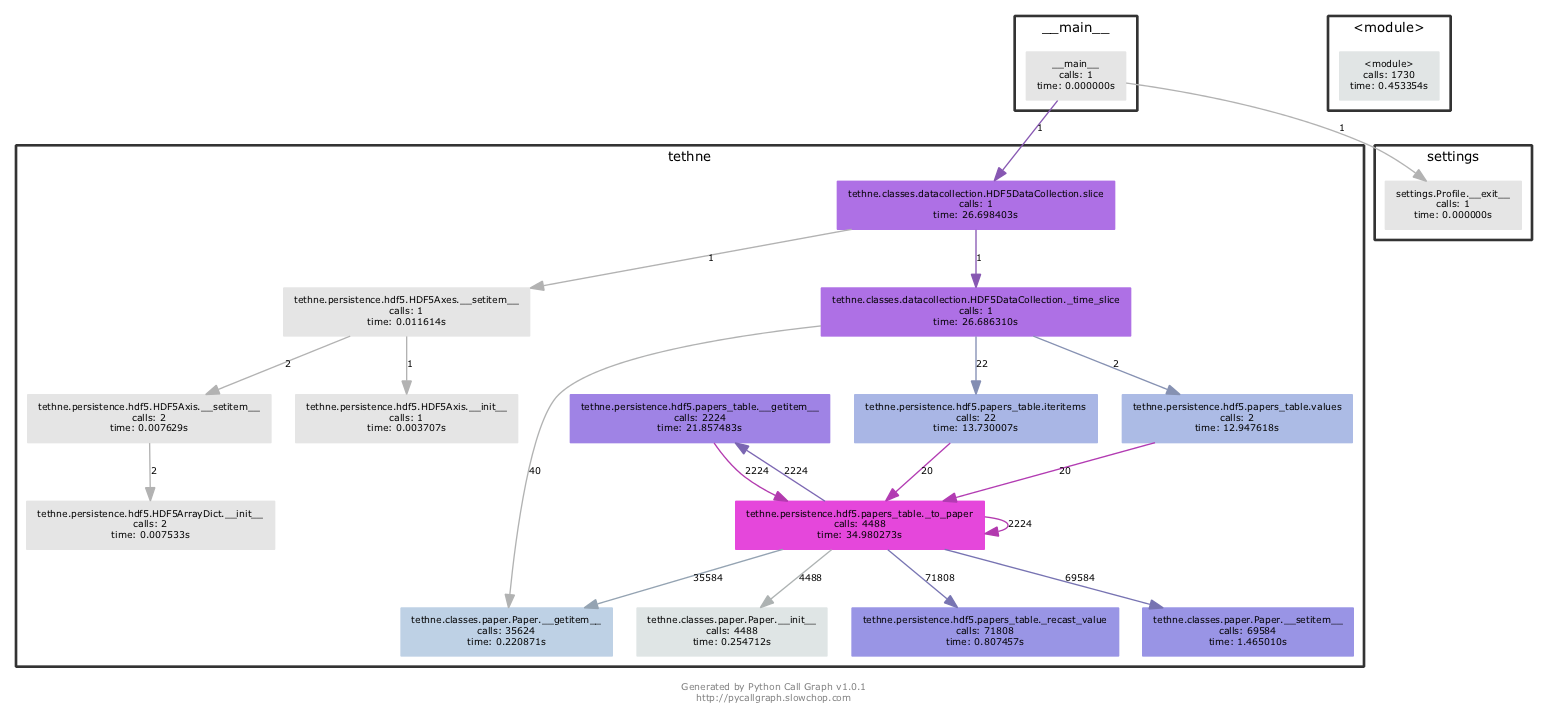 __main__
<module>
__main__
calls: 1
time: 0.000000s
<module>
calls: 1730
time: 0.453354s
1
1
tethne
settings
tethne.classes.datacollection.HDF5DataCollection.slice
calls: 1
time: 26.698403s
settings.Profile.__exit__
calls: 1
time: 0.000000s
1
1
tethne.persistence.hdf5.HDF5Axes.__setitem__
calls: 1
time: 0.011614s
tethne.classes.datacollection.HDF5DataCollection._time_slice
calls: 1
time: 26.686310s
2
1
22
2
tethne.persistence.hdf5.HDF5Axis.__setitem__
calls: 2
time: 0.007629s
tethne.persistence.hdf5.HDF5Axis.__init__
calls: 1
time: 0.003707s
tethne.persistence.hdf5.papers_table.__getitem__
calls: 2224
time: 21.857483s
tethne.persistence.hdf5.papers_table.iteritems
calls: 22
time: 13.730007s
tethne.persistence.hdf5.papers_table.values
calls: 2
time: 12.947618s
2
40
2224
2224
20
20
tethne.persistence.hdf5.HDF5ArrayDict.__init__
calls: 2
time: 0.007533s
tethne.persistence.hdf5.papers_table._to_paper
calls: 4488
time: 34.980273s
2224
35584
4488
71808
69584
tethne.classes.paper.Paper.__getitem__
calls: 35624
time: 0.220871s
tethne.classes.paper.Paper.__init__
calls: 4488
time: 0.254712s
tethne.persistence.hdf5.papers_table._recast_value
calls: 71808
time: 0.807457s
tethne.classes.paper.Paper.__setitem__
calls: 69584
time: 1.465010s
Generated by Python Call Graph v1.0.1
http://pycallgraph.slowchop.com